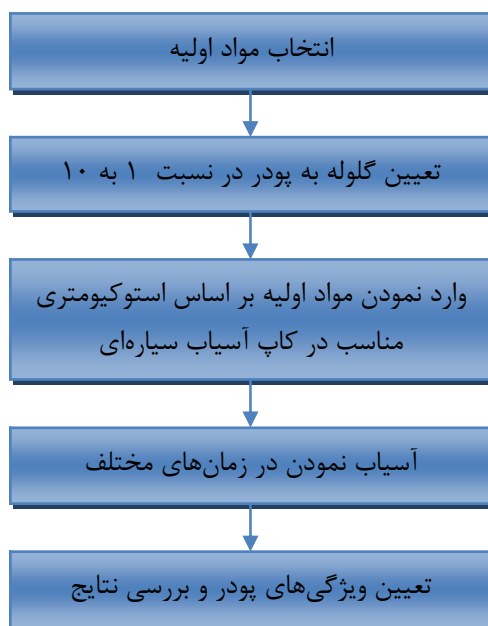 انتخاب مواد اولیه
تعیین گلوله به پودر در نسبت ۱ به ۱۰
وارد نمودن مواد اولیه بر اساس استوکیومتری
مناسب در کاپ آسیاب سیاره‌ای
آسیاب نمودن در زمان‌های مختلف
تعیین ویژگی‌های پودر و بررسی نتایج